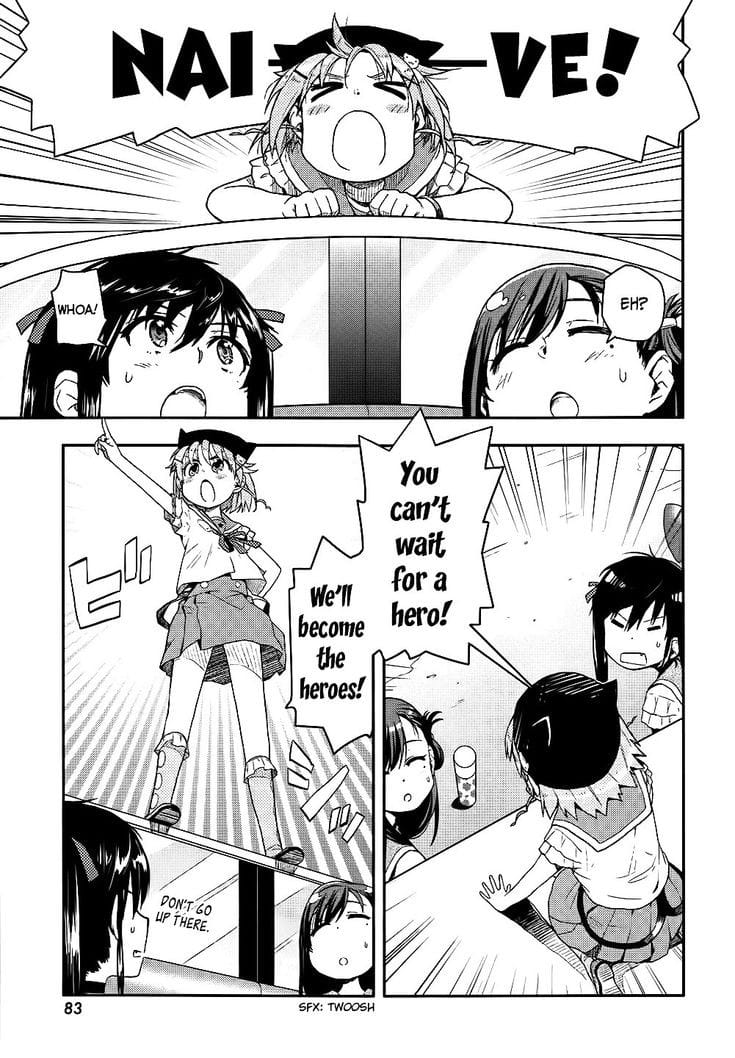 NAI VE!
EH?
WHOA!
You
can't
wait
for a
hero!
We'll
become
the
heroes!
ビシッ
DON'T GO
UP THERE.
83
SFX: TWOOSH